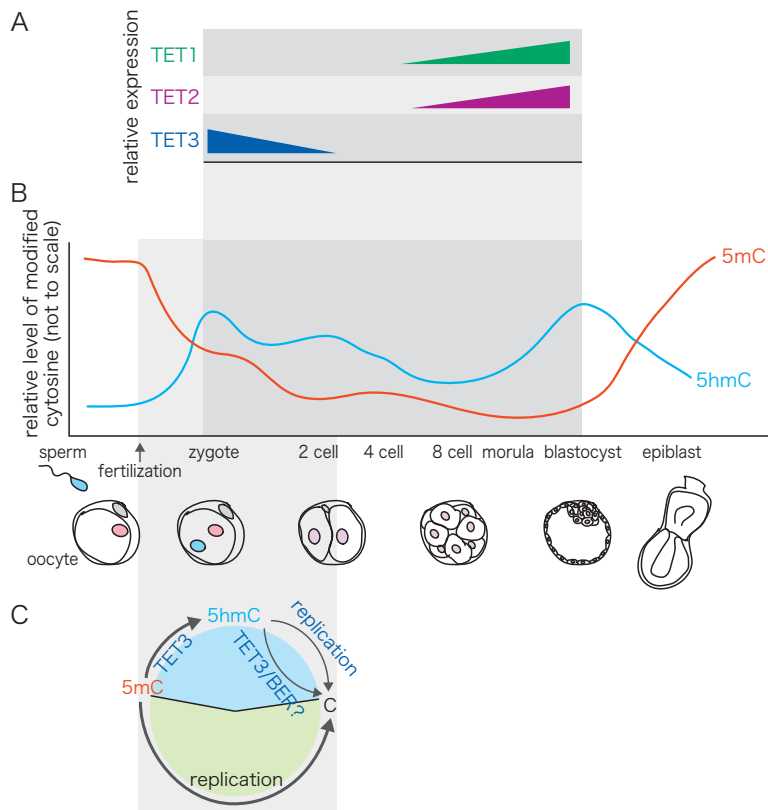 A
relative expression
TET1
TET2
TET3
B
relative level of modified
cytosine (not to scale)
5mC
5hmC
sperm
fertilization
zygote
2 cell
4 cell
8 cell
morula
blastocyst
epiblast
oocyte
C
5hmC
replication
TET3
TET3/BER?
5mC
C
replication